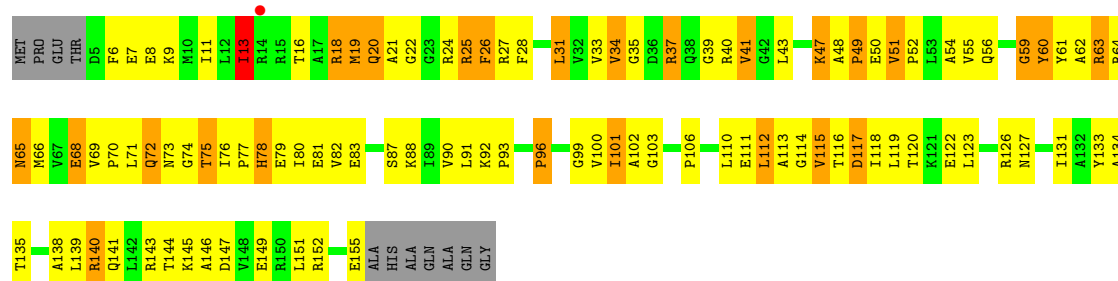 MET PRO GLU THR D5 F6 E7 E8 K9 M10 I11 L12 I13 R14 R15 T16 A17 R18 M19 Q20 A21 G22 G23 R24 R25 F26 R27 F28 L31 V32 V33 V34 G35 D36 R37 Q38 G39 R40 V41 G42 L43 K47 A48 P49 E50 V51 P52 L53 A54 V55 Q56 G59 Y60 Y61 A62 R63
N65 M66 V67 E68 V69 P70 L71 Q72 N73 G74 T75 I76 P77 H78 E79 I80 E81 V82 E83 S87 K88 I89 V90 L91 K92 P93 P96 G99 V100 I101 A102 G103 P106 L110 E111 L112 A113 G114 V115 T116 D117 I118 L119 T120 K121 E122 L123 R126 N127 I131 A132 Y133 A134
T135 A138 L139 R140 Q141 L142 R143 T144 K145 A146 D147 V148 E149 R150 L151 R152 E155 ALA HIS ALA GLN ALA GLN GLY